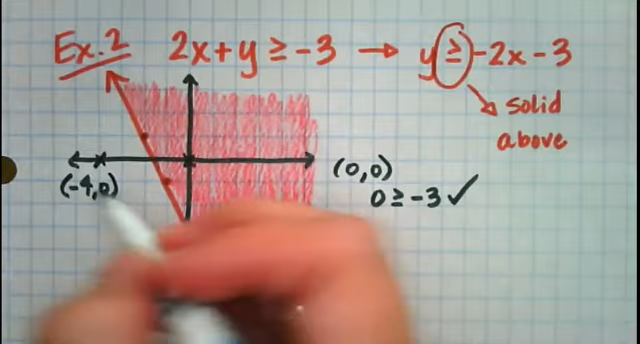 Ex.2 2x+y ≥ -3 → y ≥ -2x - 3
solid
above
(0,0)
(-4,0) 0 ≥ -3 ✓